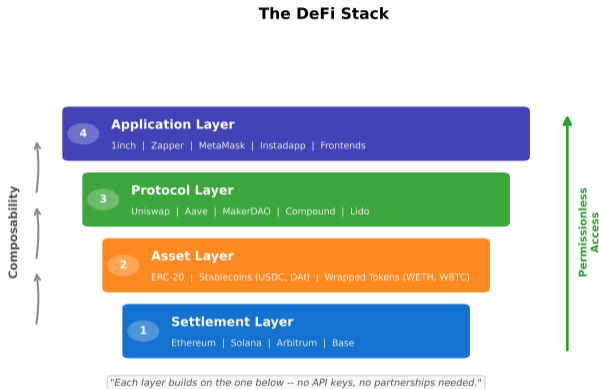 The DeFi Stack
4
Application Layer
1inch | Zapper | MetaMask | Instadapp | Frontends
3
Protocol Layer
Uniswap | Aave | MakerDAO | Compound | Lido
2
Asset Layer
ERC-20 | Stablecoins (USDC, DAI) | Wrapped Tokens (WETH, WBTC)
1
Settlement Layer
Ethereum | Solana | Arbitrum | Base
Composability
Permissionless
Access
"Each layer builds on the one below -- no API keys, no partnerships needed."